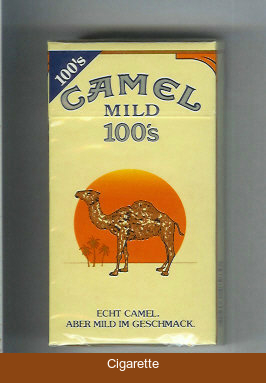 100's
CAMEL
MILD
100's
ECHT CAMEL.
ABER MILD IM GESCHMACK.
Cigarette